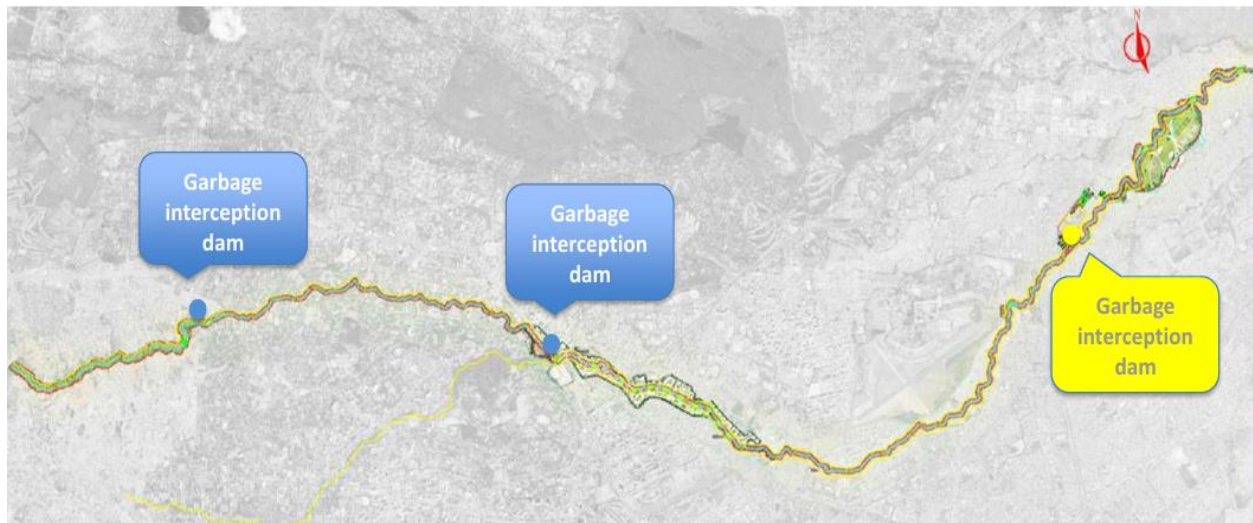 N
Garbage
interception
dam
Garbage
interception
dam
Garbage
interception
dam